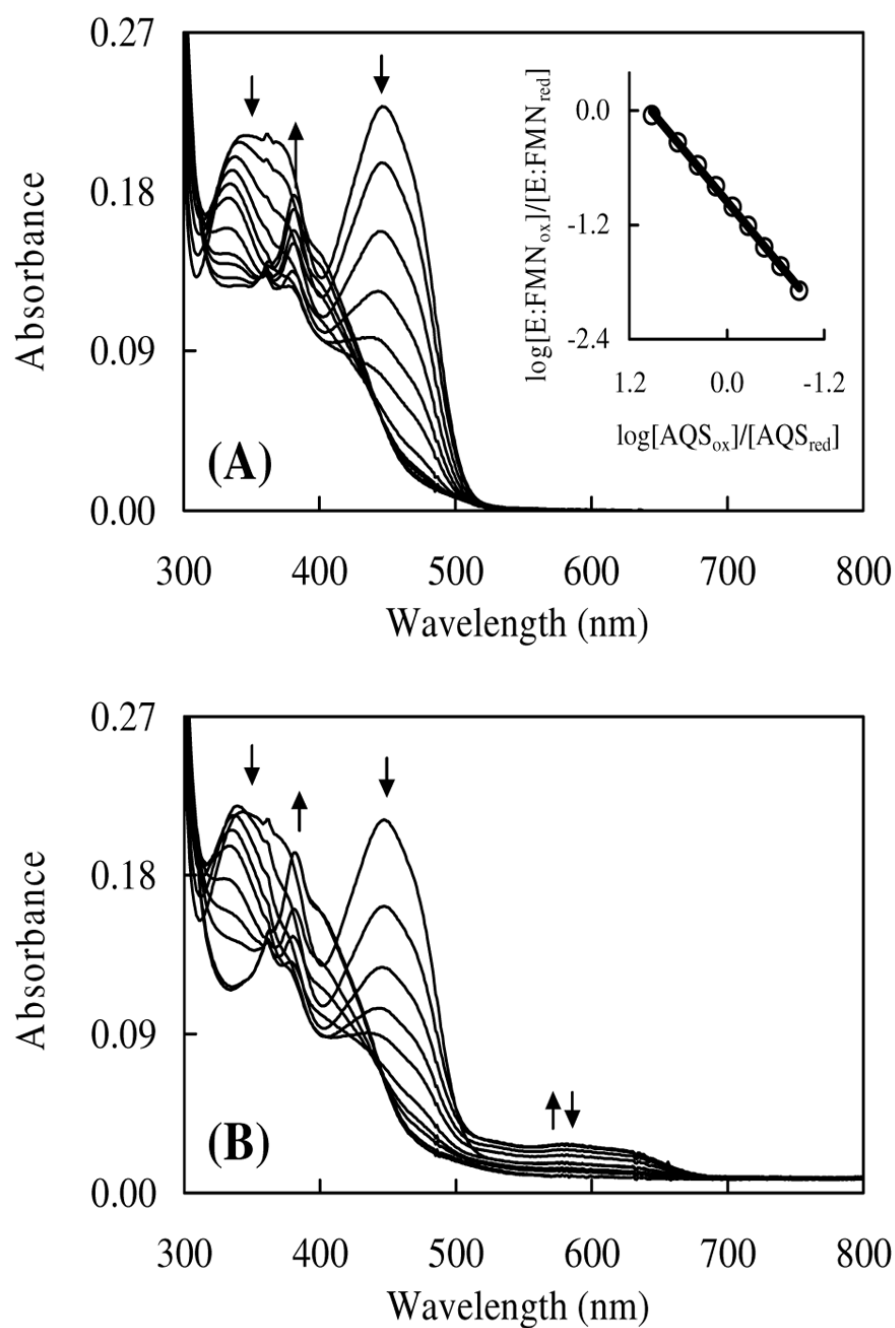 0.27
0.18
0.09
0.00
Absorbance
300 400 500 600 700 800
Wavelength (nm)
(A)
0.0
-1.2
-2.4
log[E:FMNox]/[E:FMNred]
1.2 0.0 -1.2
log[AQSox]/[AQSred]
0.27
0.18
0.09
0.00
Absorbance
300 400 500 600 700 800
Wavelength (nm)
(B)